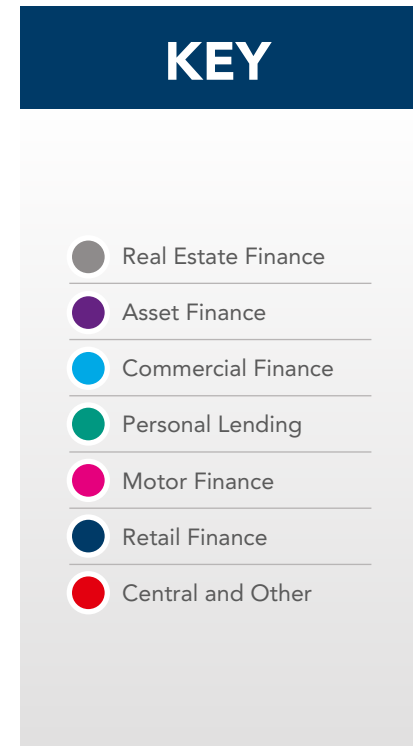 KEY
Real Estate Finance
Asset Finance
Commercial Finance
Personal Lending
Motor Finance
Retail Finance
Central and Other